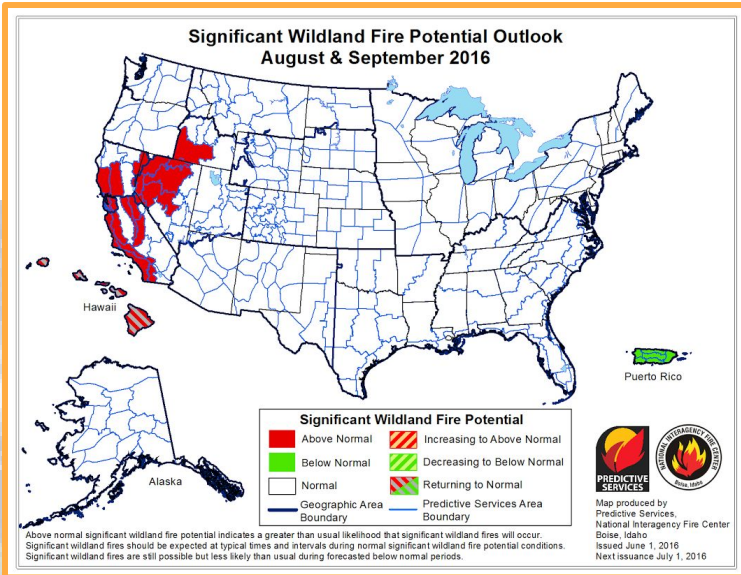 Significant Wildland Fire Potential Outlook
August & September 2016
Hawaii
Puerto Rico
Alaska
Significant Wildland Fire Potential
Above Normal
Increasing to Above Normal
Below Normal
Decreasing to Below Normal
Normal
Returning to Normal
Geographic Area
Boundary
Predictive Services Area
Boundary
PREDICTIVE
SERVICES
NATIONAL INTERAGENCY FIRE CENTER
Boise, Idaho
Map produced by
Predictive Services,
National Interagency Fire Center
Boise, Idaho
Issued June 1, 2016
Next issuance July 1, 2016
Above normal significant wildland fire potential indicates a greater than usual likelihood that significant wildland fires will occur.
Significant wildland fires should be expected at typical times and intervals during normal significant wildland fire potential conditions.
Significant wildland fires are still possible but less likely than usual during forecasted below normal periods.